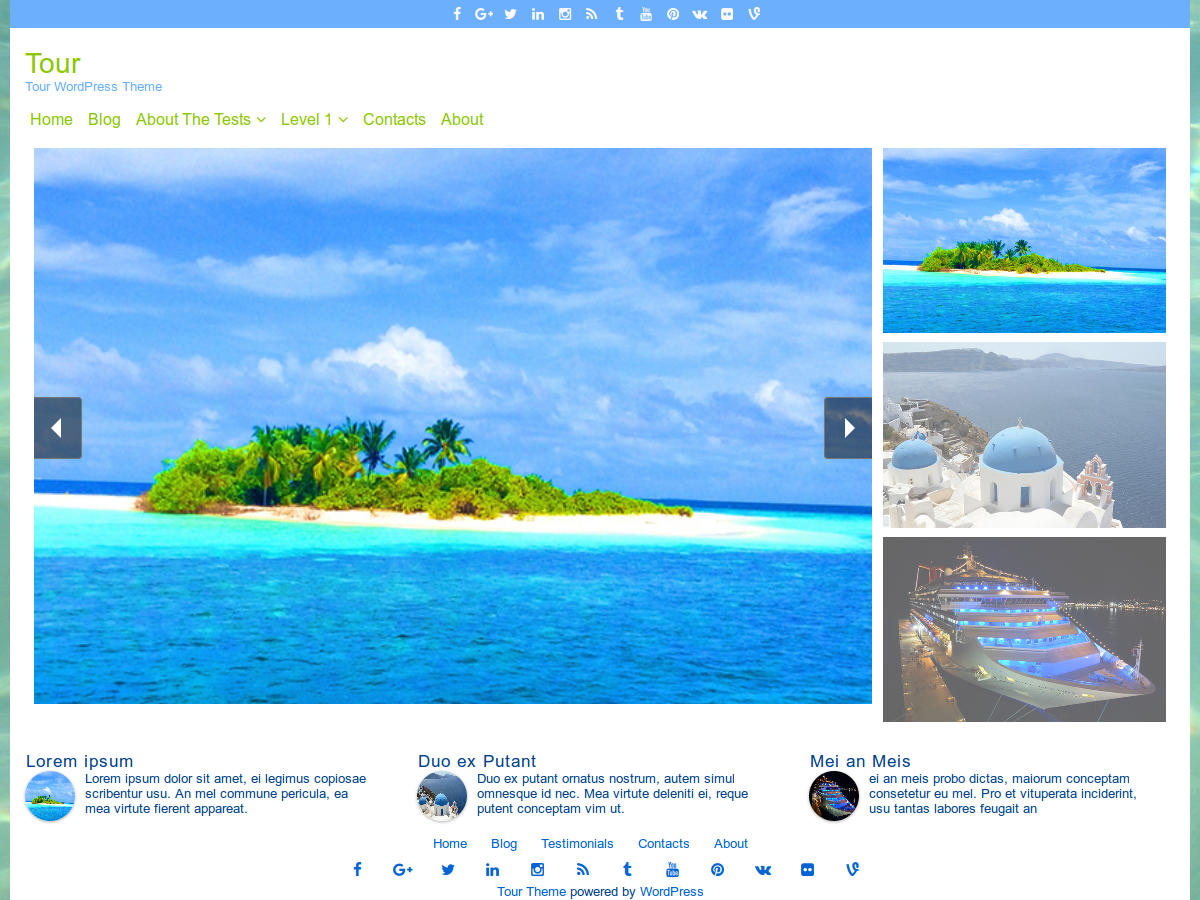 Tour
Tour WordPress Theme
Home Blog About The Tests Level 1 Contacts About
Lorem ipsum
Lorem ipsum dolor sit amet, ei legimus copiosae
scribentur usu. An mel commune pericula, ea
mea virtute fierent appareat.
Duo ex Putant
Duo ex putant ornatus nostrum, autem simul
omnesque id nec. Mea virtute deleniti ei, reque
putent conceptam vim ut.
Mei an Meis
ei an meis probo dictas, maiorum conceptam
consetetur eu mel. Pro et vituperata inciderint,
usu tantas labores feugait an
Home Blog Testimonials Contacts About
Tour Theme powered by WordPress